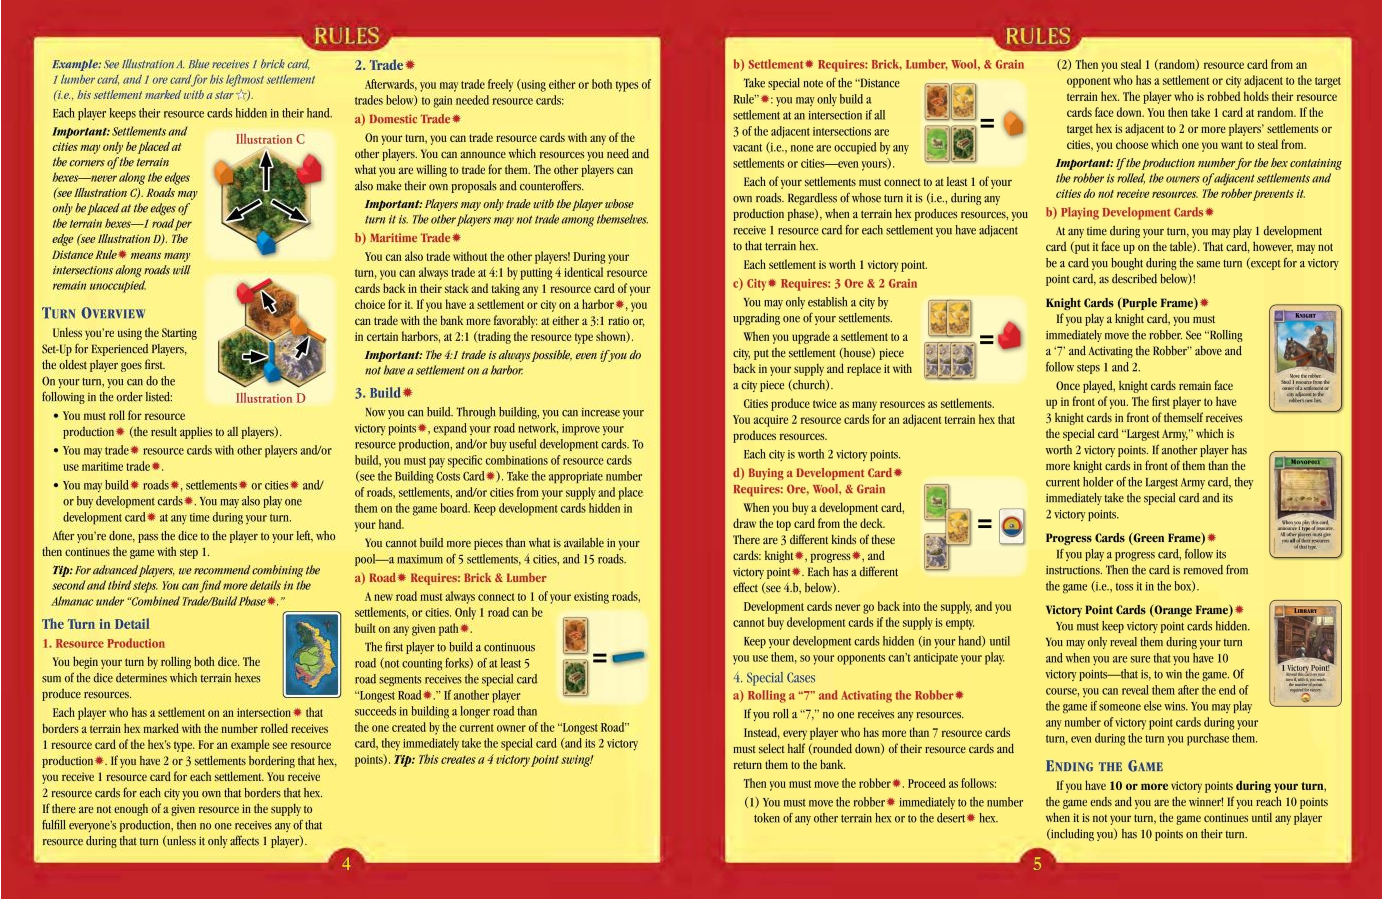 RULES
Example: See Illustration A. Blue receives 1 brick card,
1 lumber card, and 1 ore card for his leftmost settlement
(i.e., his settlement marked with a star ☆).
Each player keeps their resource cards hidden in their hand.
Important: Settlements and
cities may only be placed at
the corners of the terrain
hexes—never along the edges
(see Illustration C). Roads may
only be placed at the edges of
the terrain hexes—1 road per
edge (see Illustration D). The
Distance Rule✹ means many
intersections along roads will
remain unoccupied.
Illustration C
Illustration D
TURN OVERVIEW
Unless you're using the Starting
Set-Up for Experienced Players,
the oldest player goes first.
On your turn, you can do the
following in the order listed:
• You must roll for resource
production✹ (the result applies to all players).
• You may trade✹ resource cards with other players and/or
use maritime trade✹.
• You may build✹ roads✹, settlements✹ or cities✹ and/
or buy development cards✹. You may also play one
development card✹ at any time during your turn.
After you're done, pass the dice to the player to your left, who
then continues the game with step 1.
Tip: For advanced players, we recommend combining the
second and third steps. You can find more details in the
Almanac under “Combined Trade/Build Phase✹.”
The Turn in Detail
1. Resource Production
You begin your turn by rolling both dice. The
sum of the dice determines which terrain hexes
produce resources.
Each player who has a settlement on an intersection✹ that
borders a terrain hex marked with the number rolled receives
1 resource card of the hex's type. For an example see resource
production✹. If you have 2 or 3 settlements bordering that hex,
you receive 1 resource card for each settlement. You receive
2 resource cards for each city you own that borders that hex.
If there are not enough of a given resource in the supply to
fulfill everyone's production, then no one receives any of that
resource during that turn (unless it only affects 1 player).
2. Trade✹
Afterwards, you may trade freely (using either or both types of
trades below) to gain needed resource cards:
a) Domestic Trade✹
On your turn, you can trade resource cards with any of the
other players. You can announce which resources you need and
what you are willing to trade for them. The other players can
also make their own proposals and counteroffers.
Important: Players may only trade with the player whose
turn it is. The other players may not trade among themselves.
b) Maritime Trade✹
You can also trade without the other players! During your
turn, you can always trade at 4:1 by putting 4 identical resource
cards back in their stack and taking any 1 resource card of your
choice for it. If you have a settlement or city on a harbor✹, you
can trade with the bank more favorably: at either a 3:1 ratio or,
in certain harbors, at 2:1 (trading the resource type shown).
Important: The 4:1 trade is always possible, even if you do
not have a settlement on a harbor.
3. Build✹
Now you can build. Through building, you can increase your
victory points✹, expand your road network, improve your
resource production, and/or buy useful development cards. To
build, you must pay specific combinations of resource cards
(see the Building Costs Card✹). Take the appropriate number
of roads, settlements, and/or cities from your supply and place
them on the game board. Keep development cards hidden in
your hand.
You cannot build more pieces than what is available in your
pool—a maximum of 5 settlements, 4 cities, and 15 roads.
a) Road✹ Requires: Brick & Lumber
A new road must always connect to 1 of your existing roads,
settlements, or cities. Only 1 road can be
built on any given path✹.
The first player to build a continuous
road (not counting forks) of at least 5
road segments receives the special card
“Longest Road✹.” If another player
succeeds in building a longer road than
the one created by the current owner of the “Longest Road”
card, they immediately take the special card (and its 2 victory
points). Tip: This creates a 4 victory point swing!
=
4
RULES
b) Settlement✹ Requires: Brick, Lumber, Wool, & Grain
Take special note of the “Distance
Rule”✹: you may only build a
settlement at an intersection if all
3 of the adjacent intersections are
vacant (i.e., none are occupied by any
settlements or cities—even yours).
=
Each of your settlements must connect to at least 1 of your
own roads. Regardless of whose turn it is (i.e., during any
production phase), when a terrain hex produces resources, you
receive 1 resource card for each settlement you have adjacent
to that terrain hex.
Each settlement is worth 1 victory point.
c) City✹ Requires: 3 Ore & 2 Grain
You may only establish a city by
upgrading one of your settlements.
When you upgrade a settlement to a
city, put the settlement (house) piece
back in your supply and replace it with
a city piece (church).
=
Cities produce twice as many resources as settlements.
You acquire 2 resource cards for an adjacent terrain hex that
produces resources.
Each city is worth 2 victory points.
d) Buying a Development Card✹
Requires: Ore, Wool, & Grain
When you buy a development card,
draw the top card from the deck.
There are 3 different kinds of these
cards: knight✹, progress✹, and
victory point✹. Each has a different
effect (see 4.b, below).
=
Development cards never go back into the supply, and you
cannot buy development cards if the supply is empty.
Keep your development cards hidden (in your hand) until
you use them, so your opponents can't anticipate your play.
4. Special Cases
a) Rolling a “7” and Activating the Robber✹
If you roll a “7,” no one receives any resources.
Instead, every player who has more than 7 resource cards
must select half (rounded down) of their resource cards and
return them to the bank.
Then you must move the robber✹. Proceed as follows:
(1) You must move the robber✹ immediately to the number
token of any other terrain hex or to the desert✹ hex.
(2) Then you steal 1 (random) resource card from an
opponent who has a settlement or city adjacent to the target
terrain hex. The player who is robbed holds their resource
cards face down. You then take 1 card at random. If the
target hex is adjacent to 2 or more players' settlements or
cities, you choose which one you want to steal from.
Important: If the production number for the hex containing
the robber is rolled, the owners of adjacent settlements and
cities do not receive resources. The robber prevents it.
b) Playing Development Cards✹
At any time during your turn, you may play 1 development
card (put it face up on the table). That card, however, may not
be a card you bought during the same turn (except for a victory
point card, as described below)!
Knight Cards (Purple Frame)✹
If you play a knight card, you must
immediately move the robber. See “Rolling
a ‘7’ and Activating the Robber” above and
follow steps 1 and 2.
Once played, knight cards remain face
up in front of you. The first player to have
3 knight cards in front of themself receives
the special card “Largest Army,” which is
worth 2 victory points. If another player has
more knight cards in front of them than the
current holder of the Largest Army card, they
immediately take the special card and its
2 victory points.
Progress Cards (Green Frame)✹
If you play a progress card, follow its
instructions. Then the card is removed from
the game (i.e., toss it in the box).
Victory Point Cards (Orange Frame)✹
You must keep victory point cards hidden.
You may only reveal them during your turn
and when you are sure that you have 10
victory points—that is, to win the game. Of
course, you can reveal them after the end of
the game if someone else wins. You may play
any number of victory point cards during your
turn, even during the turn you purchase them.
KNIGHT
Move the robber.
Steal 1 resource from the
owner of a settlement or
city adjacent to the
robber's new hex.
MONOPOLY
When you play this card,
announce 1 type of resource.
All other players must give
you all of their resources
of that type.
LIBRARY
1 Victory Point!
ENDING THE GAME
If you have 10 or more victory points during your turn,
the game ends and you are the winner! If you reach 10 points
when it is not your turn, the game continues until any player
(including you) has 10 points on their turn.
5